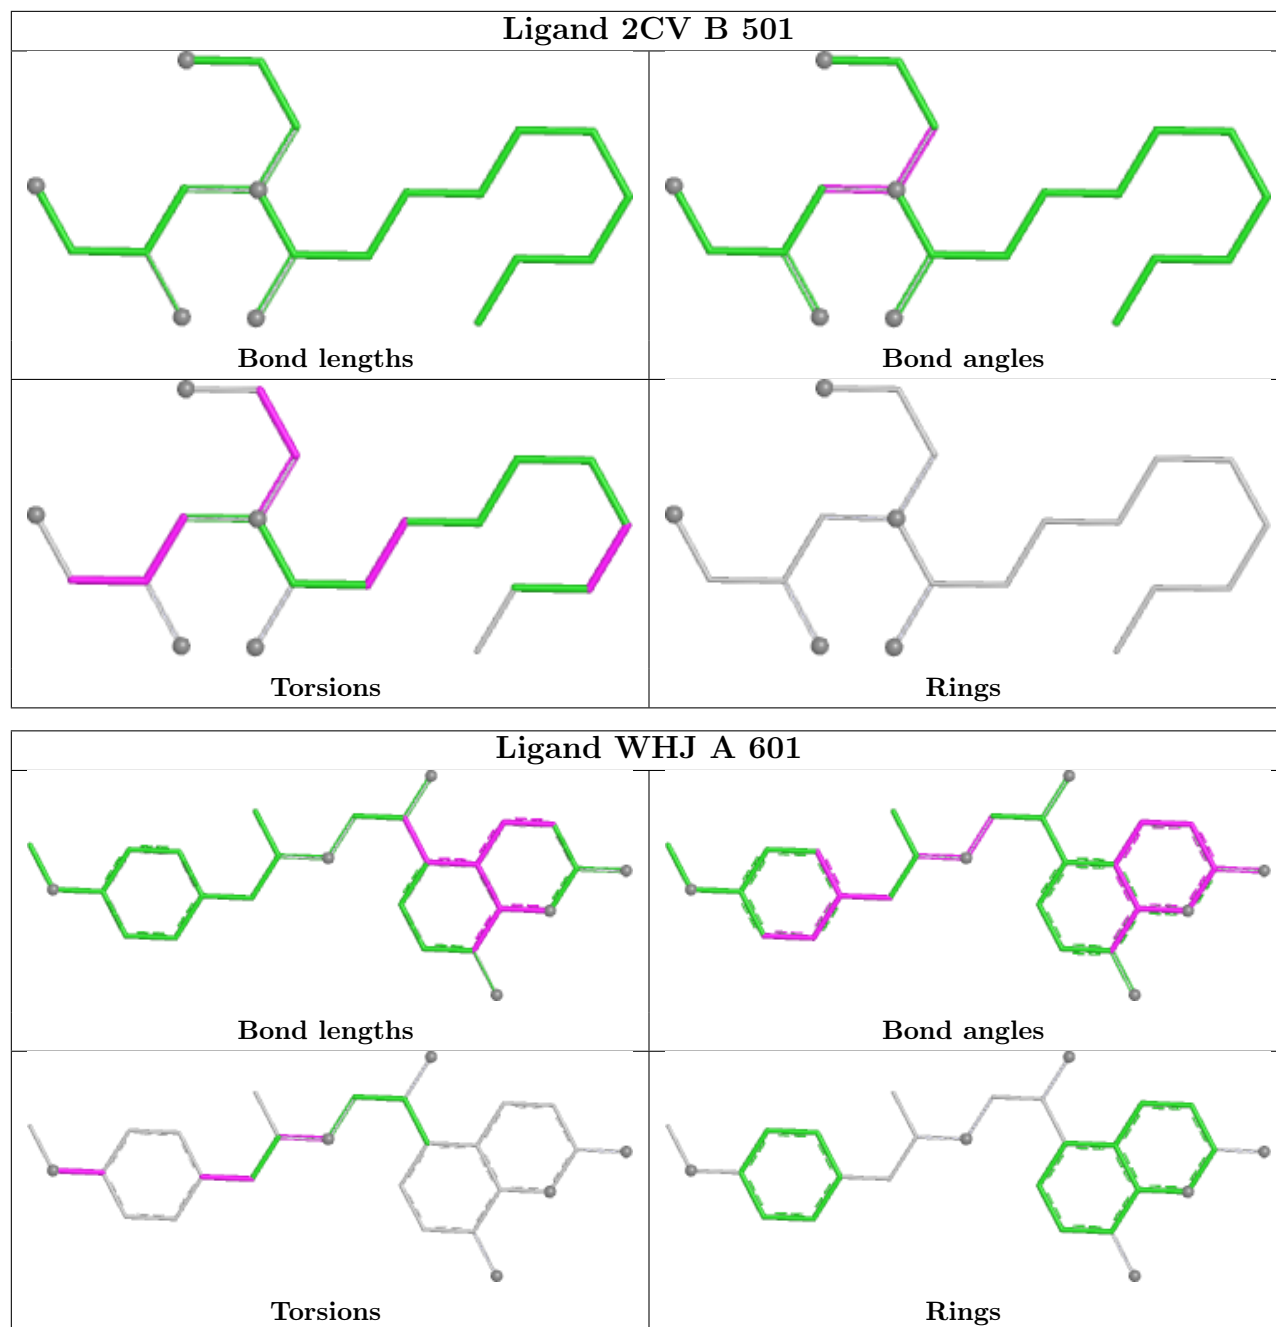 Ligand 2CV B 501
Bond lengths
Bond angles
Torsions
Rings
Ligand WHJ A 601
Bond lengths
Bond angles
Torsions
Rings